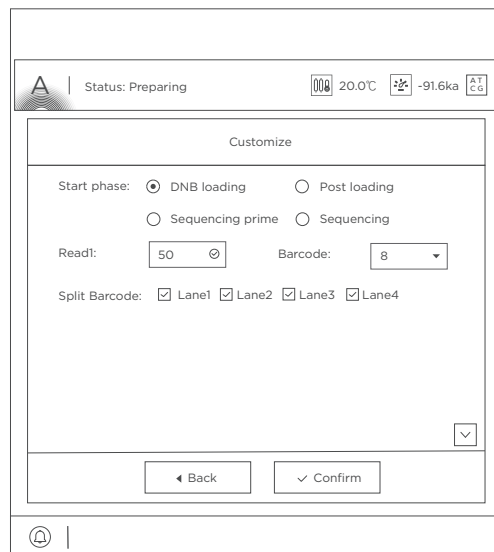 A Status: Preparing 20.0℃ -91.6ka AT CG
Customize
Start phase: DNB loading Post loading
Sequencing prime Sequencing
Read1: 50 Barcode: 8
Split Barcode: Lane1 Lane2 Lane3 Lane4
Back Confirm